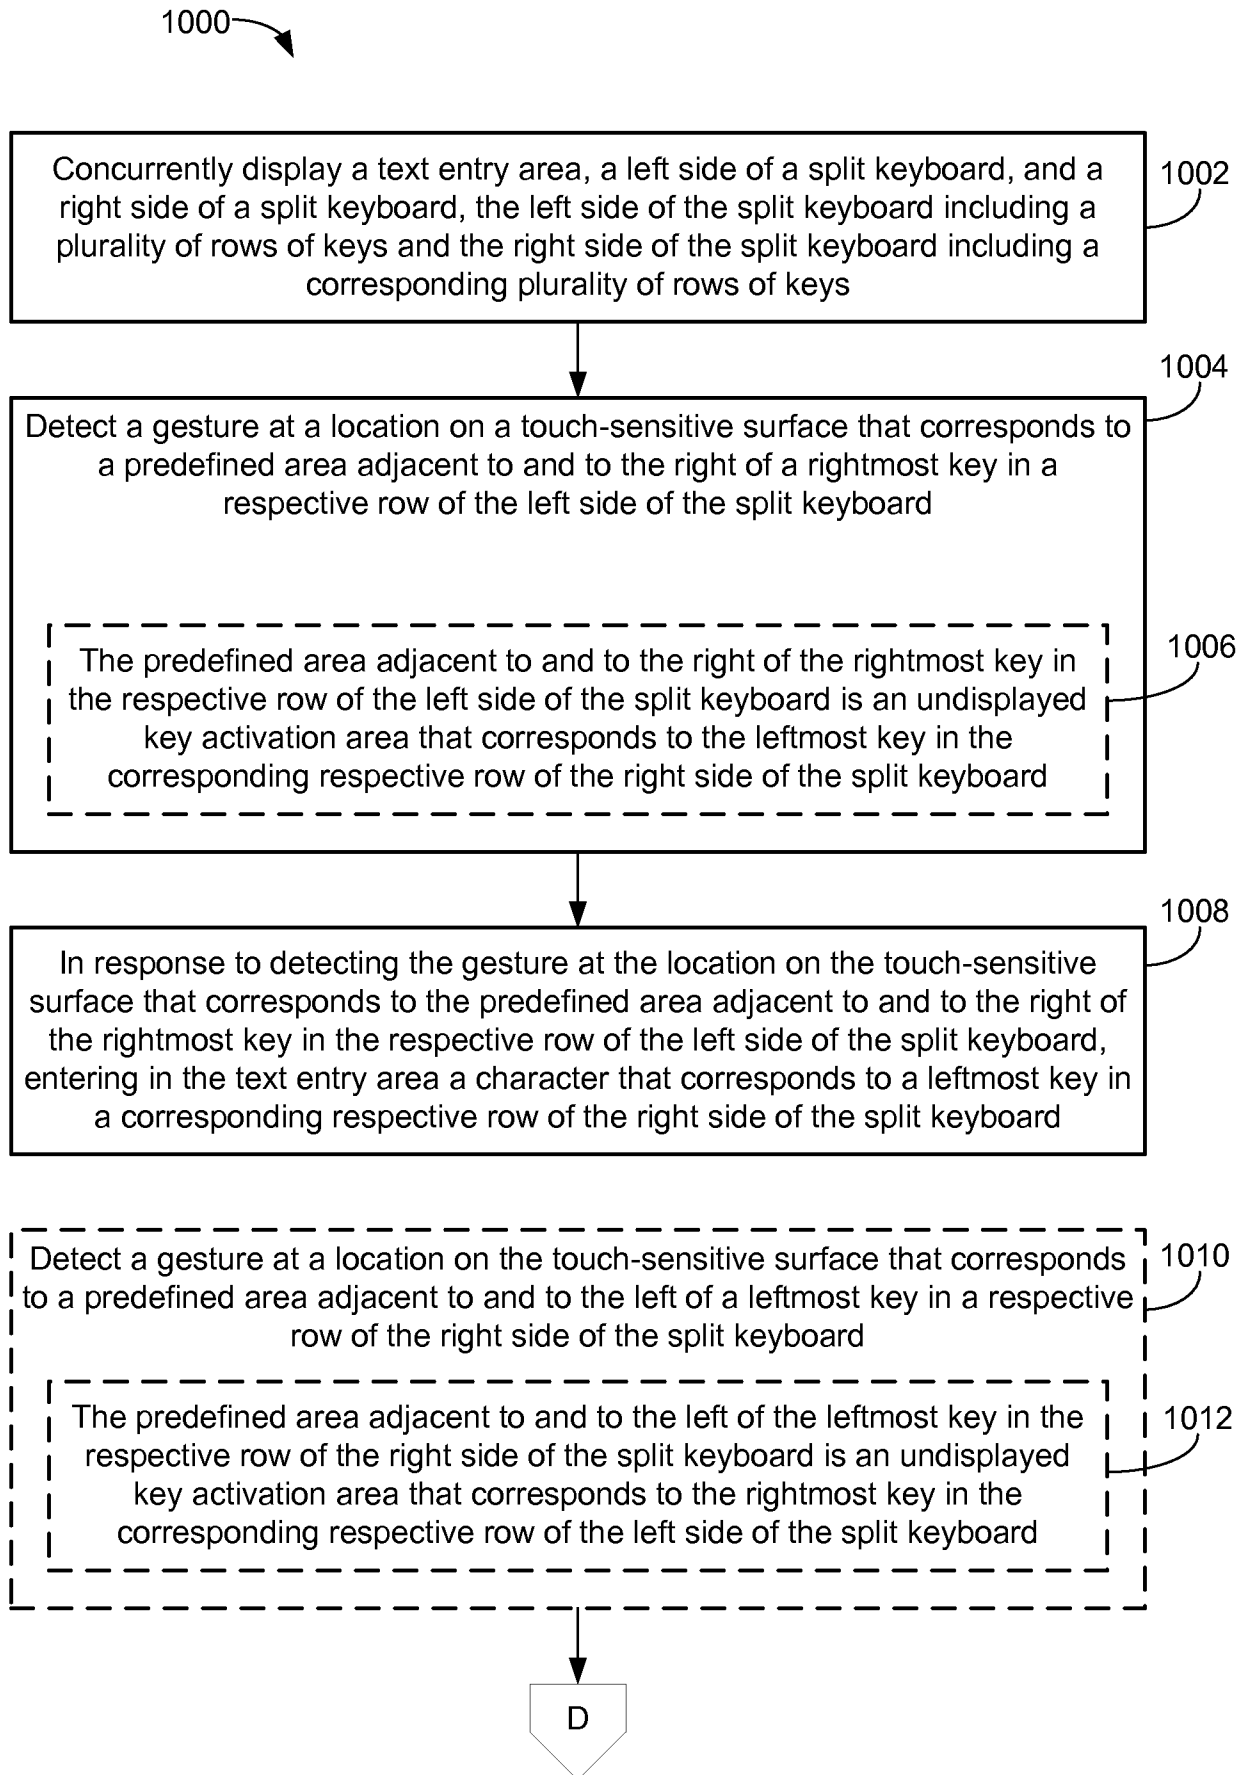 1000
Concurrently display a text entry area, a left side of a split keyboard, and a
right side of a split keyboard, the left side of the split keyboard including a
plurality of rows of keys and the right side of the split keyboard including a
corresponding plurality of rows of keys
1002
Detect a gesture at a location on a touch-sensitive surface that corresponds to
a predefined area adjacent to and to the right of a rightmost key in a
respective row of the left side of the split keyboard
1004
The predefined area adjacent to and to the right of the rightmost key in
the respective row of the left side of the split keyboard is an undisplayed
key activation area that corresponds to the leftmost key in the
corresponding respective row of the right side of the split keyboard
1006
In response to detecting the gesture at the location on the touch-sensitive
surface that corresponds to the predefined area adjacent to and to the right of
the rightmost key in the respective row of the left side of the split keyboard,
entering in the text entry area a character that corresponds to a leftmost key in
a corresponding respective row of the right side of the split keyboard
1008
Detect a gesture at a location on the touch-sensitive surface that corresponds
to a predefined area adjacent to and to the left of a leftmost key in a respective
row of the right side of the split keyboard
1010
The predefined area adjacent to and to the left of the leftmost key in the
respective row of the right side of the split keyboard is an undisplayed
key activation area that corresponds to the rightmost key in the
corresponding respective row of the left side of the split keyboard
1012
D